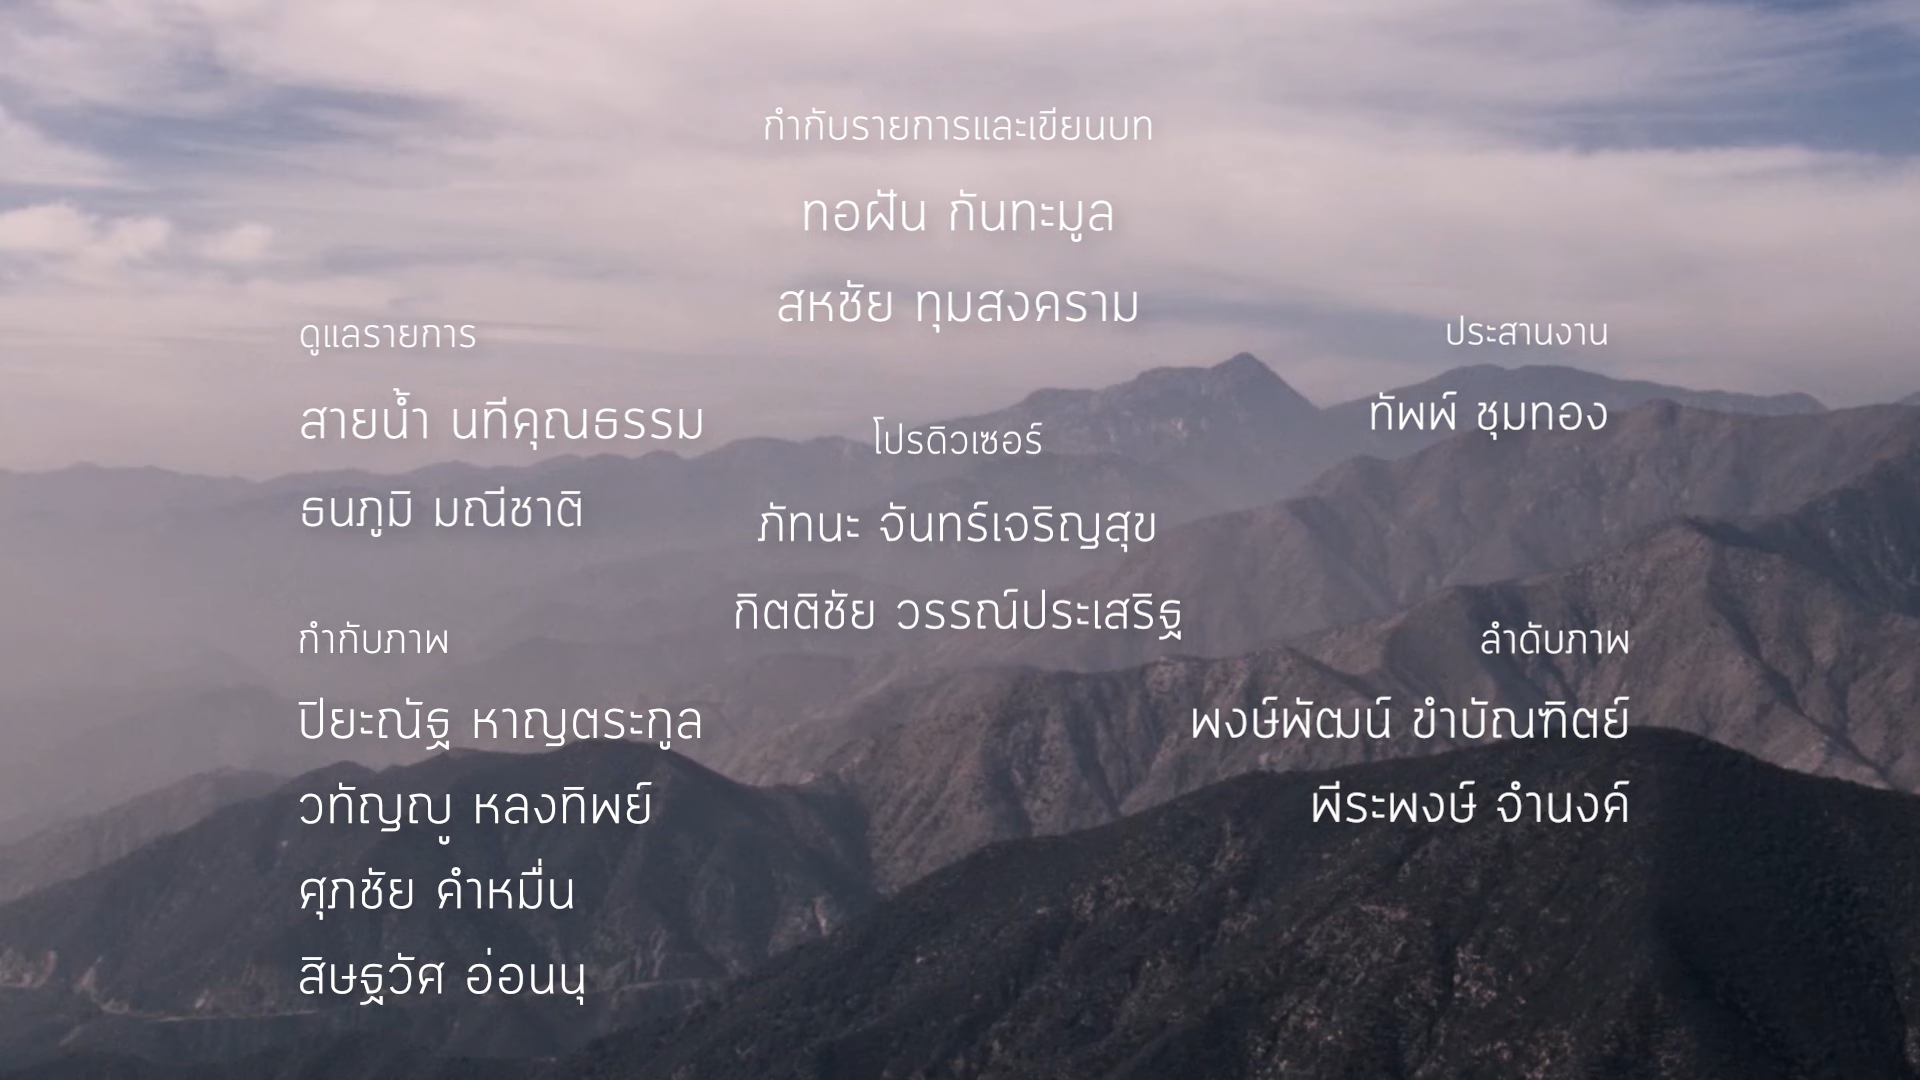 กำกับรายการและเขียนบท
ทอฝัน กันทะมูล
สหชัย ทุมสงคราม
ดูแลรายการ
สายน้ำ นทีคุณธรรม
ธนภูมิ มณีชาติ
ประสานงาน
ทัพพ์ ชุมทอง
โปรดิวเซอร์
ภัทนะ จันทร์เจริญสุข
กิตติชัย วรรณ์ประเสริฐ
กำกับภาพ
ปิยะณัฐ หาญตระกูล
วทัญญู หลงทิพย์
ศุภชัย คำหมื่น
สิษฐวัศ อ่อนนุ
ลำดับภาพ
พงษ์พัฒน์ ขำบัณฑิตย์
พีระพงษ์ จำนงค์